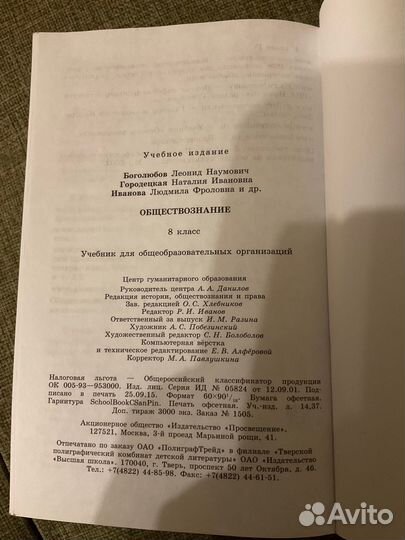 Учебное издание
Боголюбов Леонид Наумович
Городецкая Наталия Ивановна
Иванова Людмила Фроловна и др.
ОБЩЕСТВОЗНАНИЕ
8 класс
Учебник для общеобразовательных организаций
Центр гуманитарного образования
Руководитель центра А. А. Данилов
Редакция истории, обществознания и права
Зав. редакцией О. С. Хлебников
Редактор Р. И. Иванов
Ответственный за выпуск И. М. Разина
Художник А. С. Побезинский
Художественный редактор С. Н. Болоболов
Компьютерная вёрстка
и техническое редактирование Е. В. Алфёровой
Корректор М. А. Павлушкина
Налоговая льгота — Общероссийский классификатор продукции
ОК 005-93—953000. Изд. лиц. Серия ИД № 05824 от 12.09.01. Под-
писано в печать 25.09.15. Формат 60×90¹/₁₆. Бумага офсетная.
Гарнитура SchoolBookCSanPin. Печать офсетная. Уч.-изд. л. 14,37.
Доп. тираж 3000 экз. Заказ № 1505.
Акционерное общество «Издательство «Просвещение».
127521, Москва, 3-й проезд Марьиной рощи, 41.
Отпечатано по заказу ОАО «ПолиграфТрейд» в филиале «Тверской
полиграфический комбинат детской литературы» ОАО «Издательство
«Высшая школа». 170040, г. Тверь, проспект 50 лет Октября, д. 46.
Тел.: +7(4822) 44-85-98. Факс: +7(4822) 44-61-51.
Avito